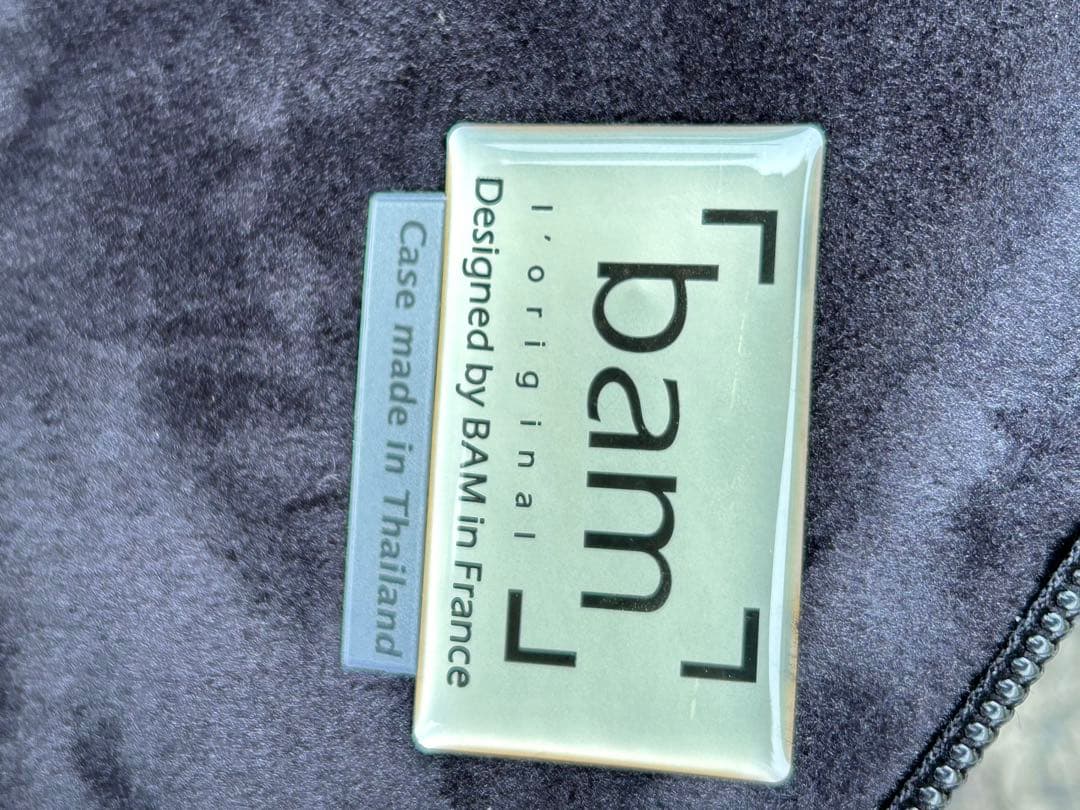 bam
l'original
Designed by BAM in France
Case made in Thailand